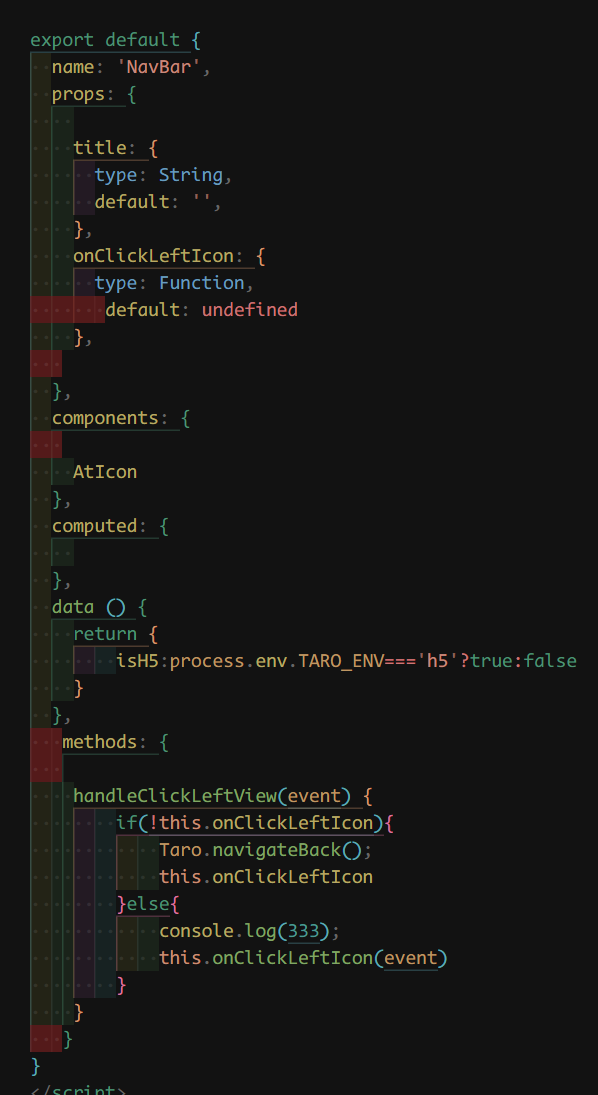 export default {
  name: 'NavBar',
  props: {

    title: {
      type: String,
      default: '',
    },
    onClickLeftIcon: {
      type: Function,
       default: undefined
    },

  },
  components: {

    AtIcon
  },
  computed: {

  },
  data () {
    return {
        isH5:process.env.TARO_ENV==='h5'?true:false
    }
  },
   methods: {

    handleClickLeftView(event) {
        if(!this.onClickLeftIcon){
            Taro.navigateBack();
            this.onClickLeftIcon
        }else{
            console.log(333);
            this.onClickLeftIcon(event)
        }
    }
   }
}
</script>